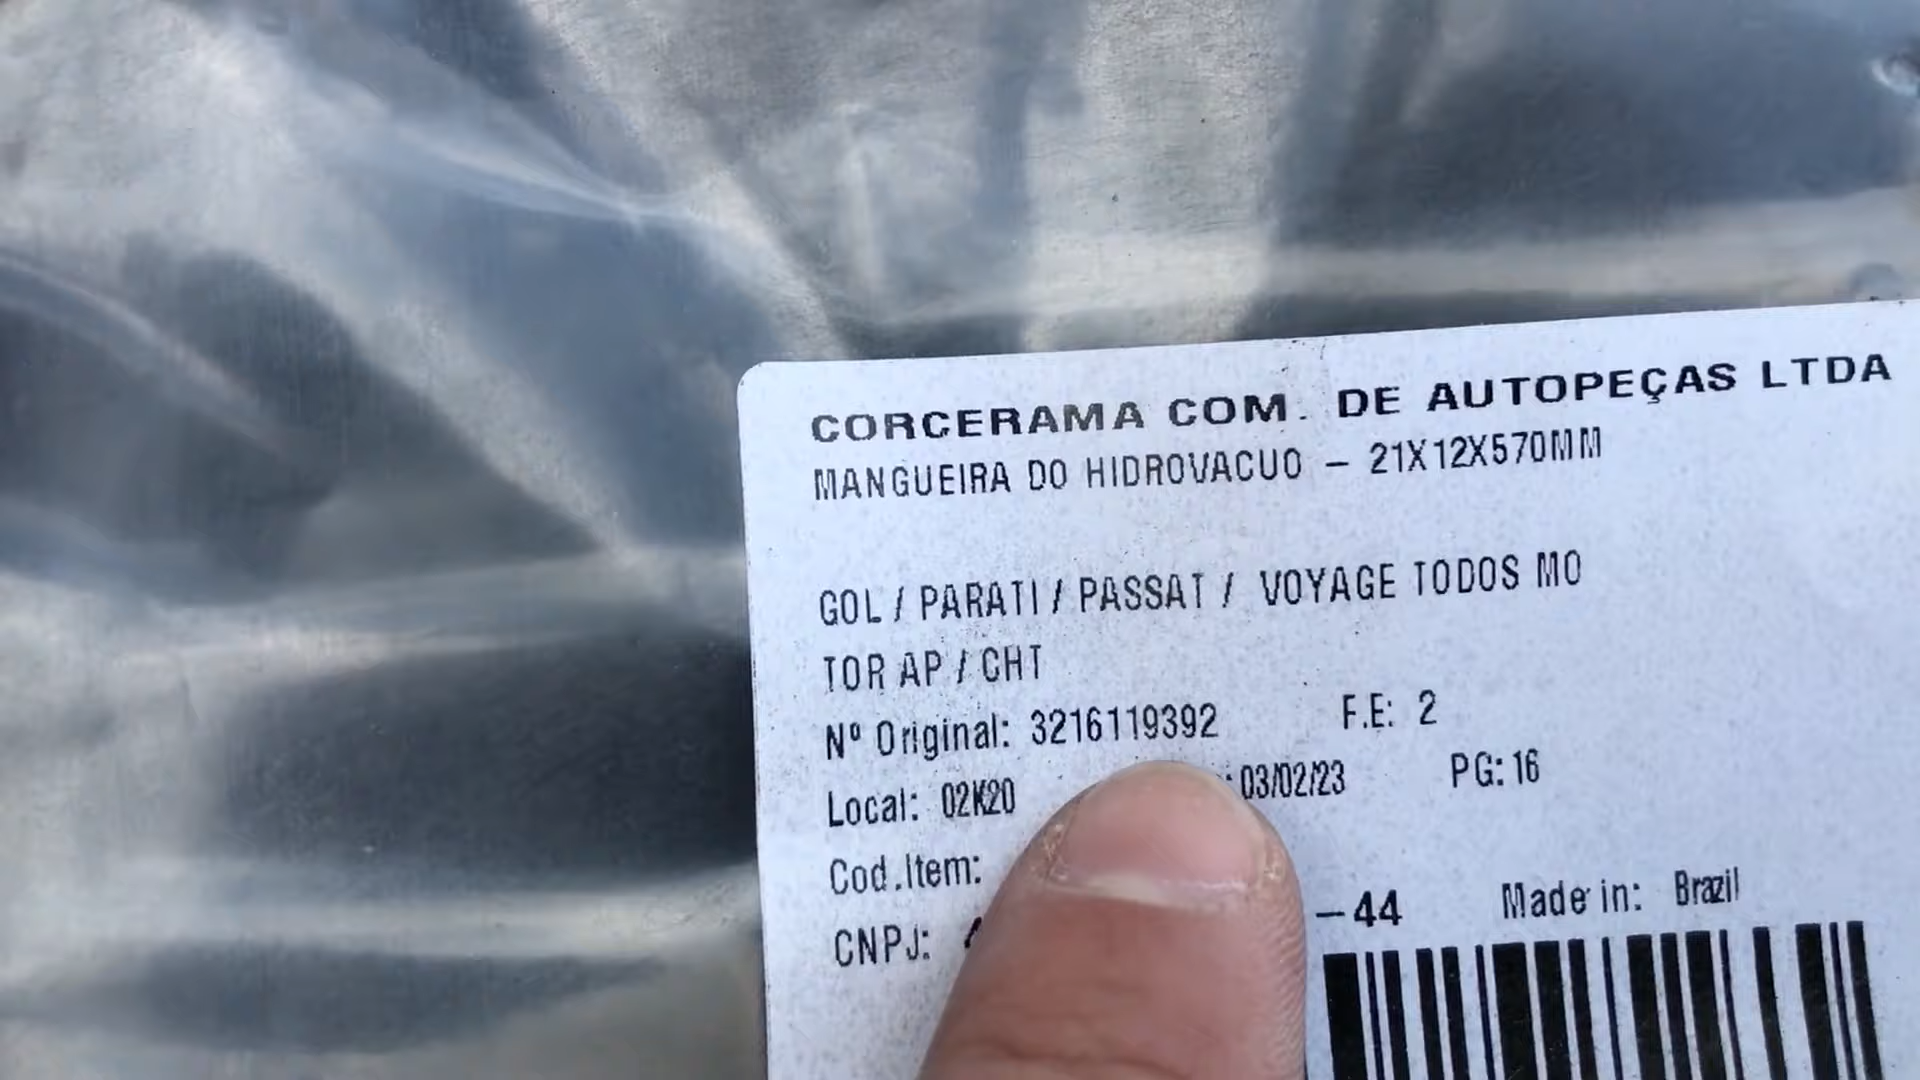 CORCERAMA COM. DE AUTOPEÇAS LTDA
MANGUEIRA DO HIDROVACUO – 21X12X570MM
GOL / PARATI / PASSAT / VOYAGE TODOS MO
TOR AP / CHT
Nº Original: 3216119392 F.E: 2
Local: 02K20 : 03/02/23 PG: 16
Cod.Item:
CNPJ: –44 Made in: Brazil